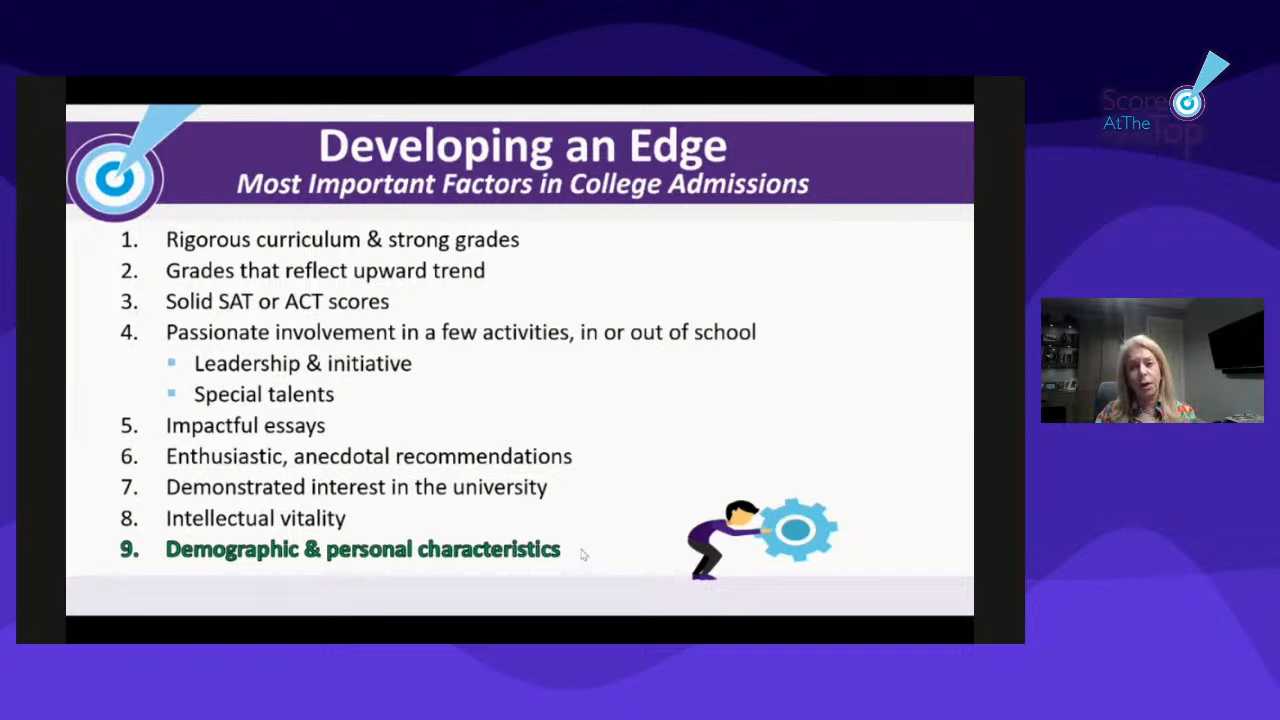 Developing an Edge
Most Important Factors in College Admissions
1. Rigorous curriculum & strong grades
2. Grades that reflect upward trend
3. Solid SAT or ACT scores
4. Passionate involvement in a few activities, in or out of school
Leadership & initiative
Special talents
5. Impactful essays
6. Enthusiastic, anecdotal recommendations
7. Demonstrated interest in the university
8. Intellectual vitality
9. Demographic & personal characteristics
Score
AtThe
Top